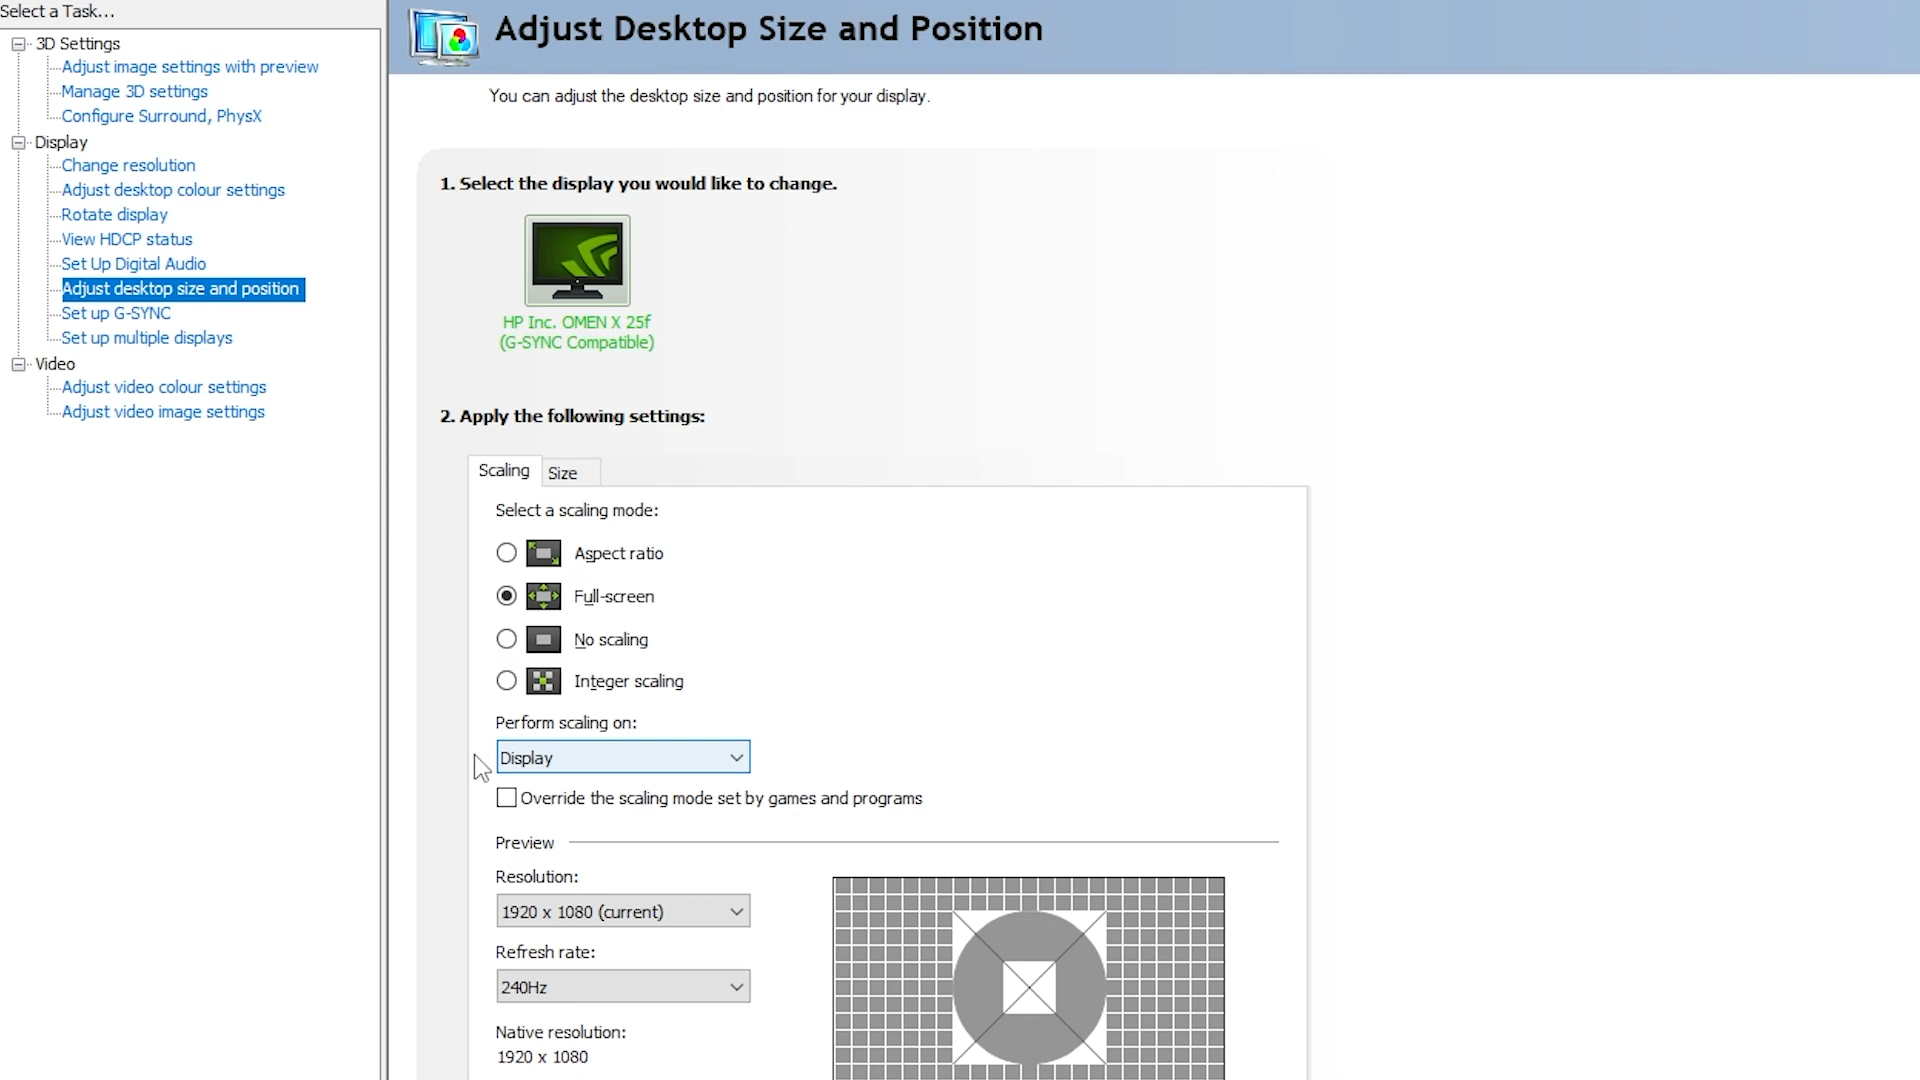 Select a Task...
3D Settings
Adjust image settings with preview
Manage 3D settings
Configure Surround, PhysX
Display
Change resolution
Adjust desktop colour settings
Rotate display
View HDCP status
Set Up Digital Audio
Adjust desktop size and position
Set up G-SYNC
Set up multiple displays
Video
Adjust video colour settings
Adjust video image settings
Adjust Desktop Size and Position
You can adjust the desktop size and position for your display.
1. Select the display you would like to change.
HP Inc. OMEN X 25f
(G-SYNC Compatible)
2. Apply the following settings:
Scaling
Size
Select a scaling mode:
Aspect ratio
Full-screen
No scaling
Integer scaling
Perform scaling on:
Display
Override the scaling mode set by games and programs
Preview
Resolution:
1920 x 1080 (current)
Refresh rate:
240Hz
Native resolution:
1920 x 1080